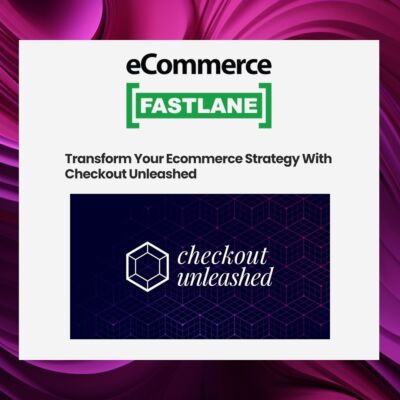 eCommerce
FASTLANE
Transform Your Ecommerce Strategy With
Checkout Unleashed
checkout
unleashed